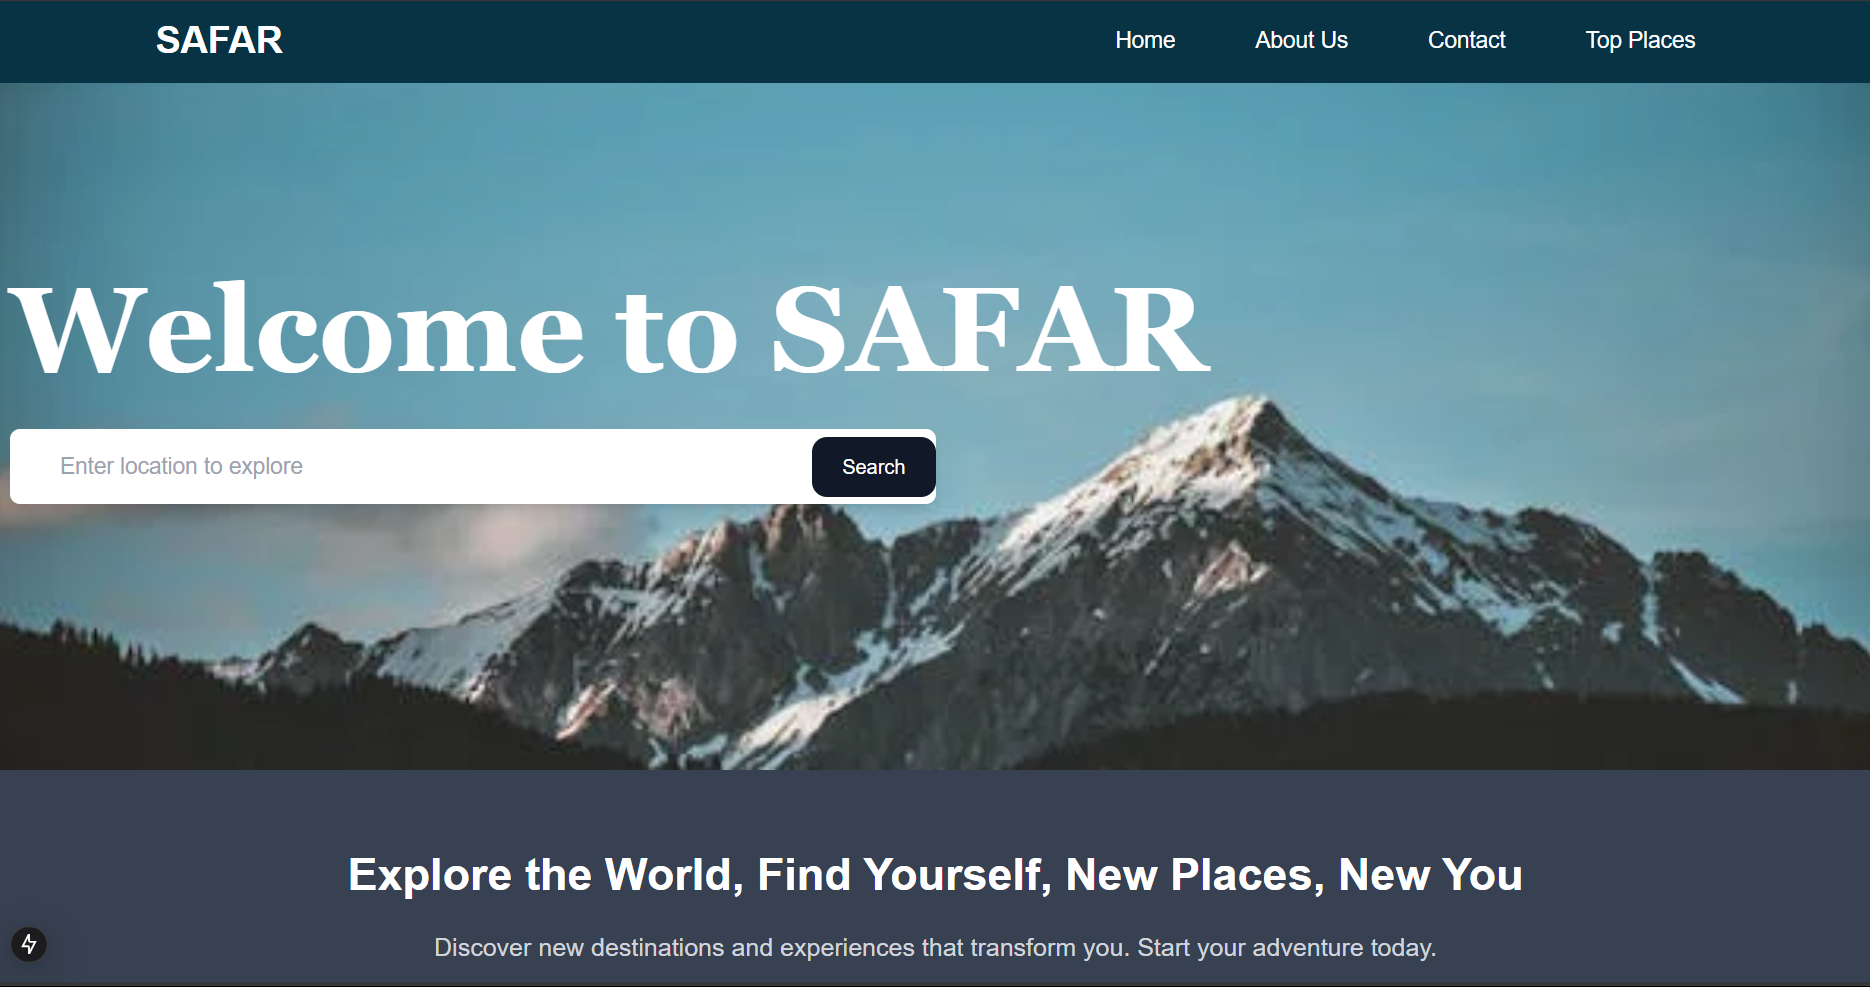 SAFAR
Home About Us Contact Top Places
Welcome to SAFAR
Enter location to explore
Search
Explore the World, Find Yourself, New Places, New You
Discover new destinations and experiences that transform you. Start your adventure today.